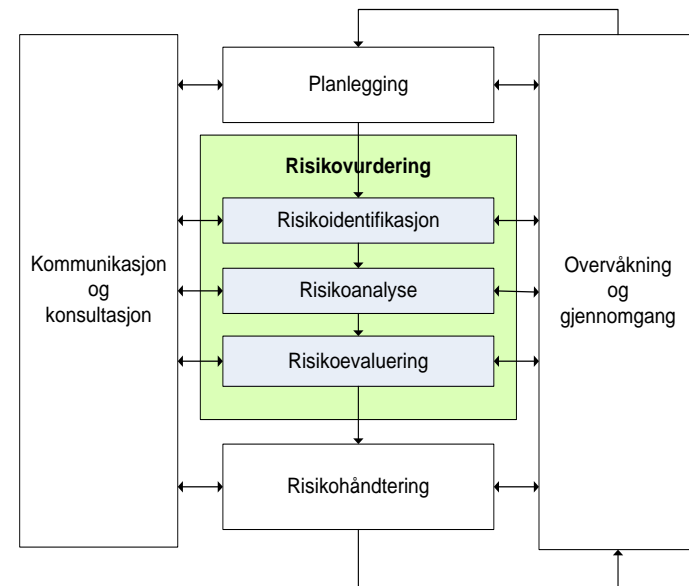 Planlegging
Risikovurdering
Risikoidentifikasjon
Risikoanalyse
Risikoevaluering
Risikohåndtering
Kommunikasjon
og
konsultasjon
Overvåkning
og
gjennomgang